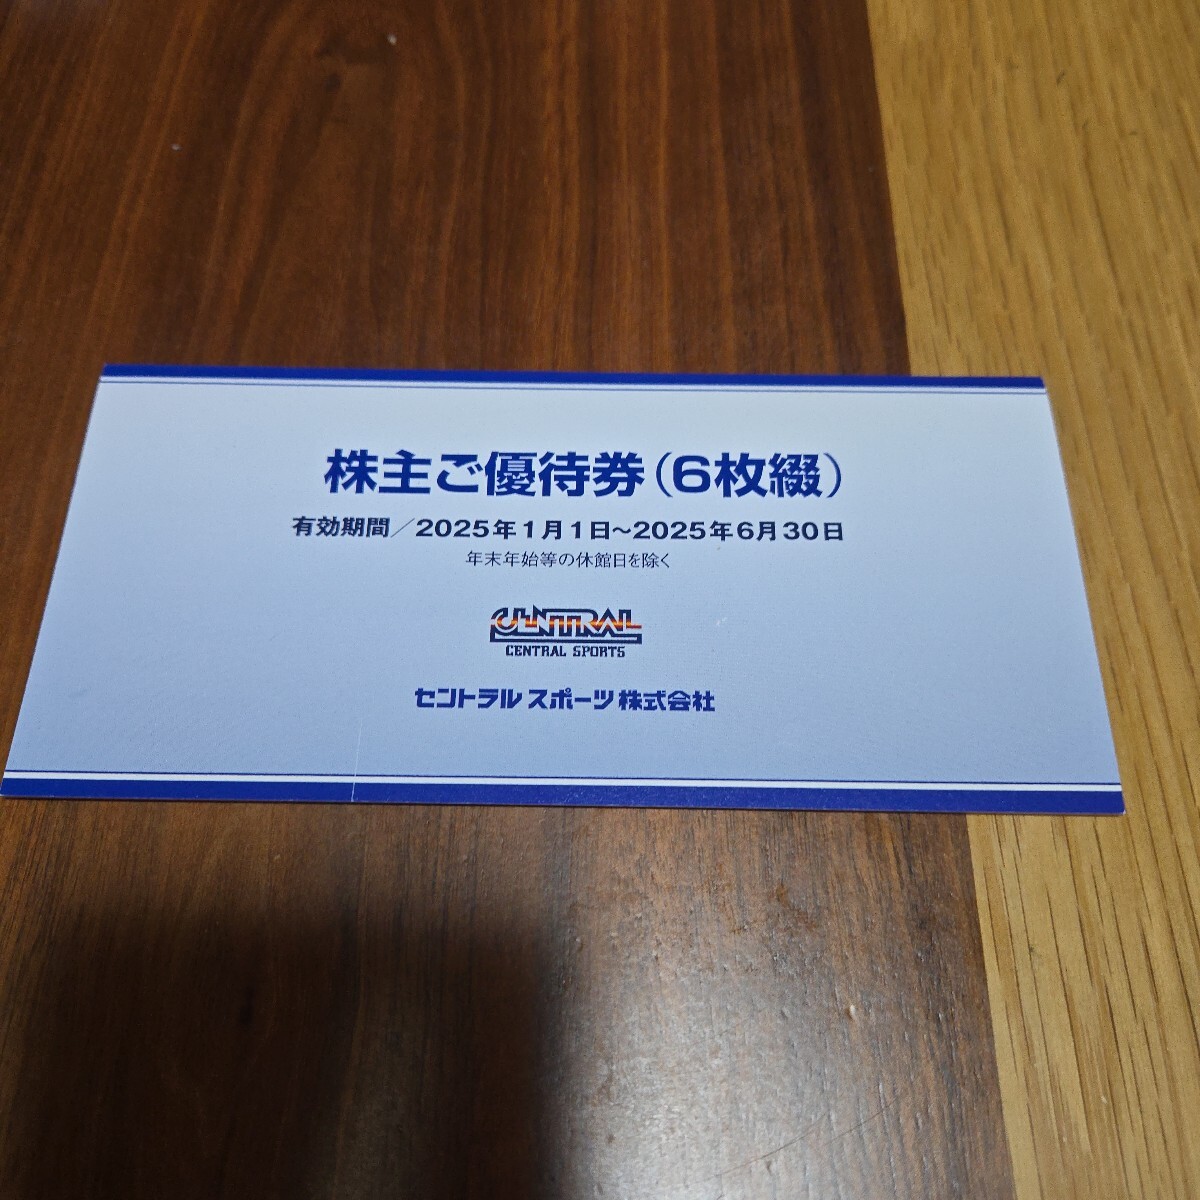 株主ご優待券（6枚綴）
有効期間／2025年1月1日～2025年6月30日
年末年始等の休館日を除く
CENTRAL
CENTRAL SPORTS
セントラルスポーツ株式会社